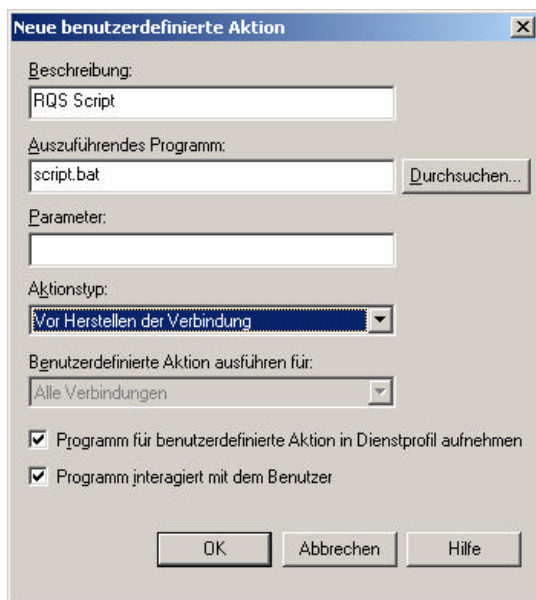 Neue benutzerdefinierte Aktion
Beschreibung:
RQS Script
Auszuführendes Programm:
script.bat
Durchsuchen...
Parameter:
Aktionstyp:
Vor Herstellen der Verbindung
Benutzerdefinierte Aktion ausführen für:
Alle Verbindungen
Programm für benutzerdefinierte Aktion in Dienstprofil aufnehmen
Programm interagiert mit dem Benutzer
OK
Abbrechen
Hilfe